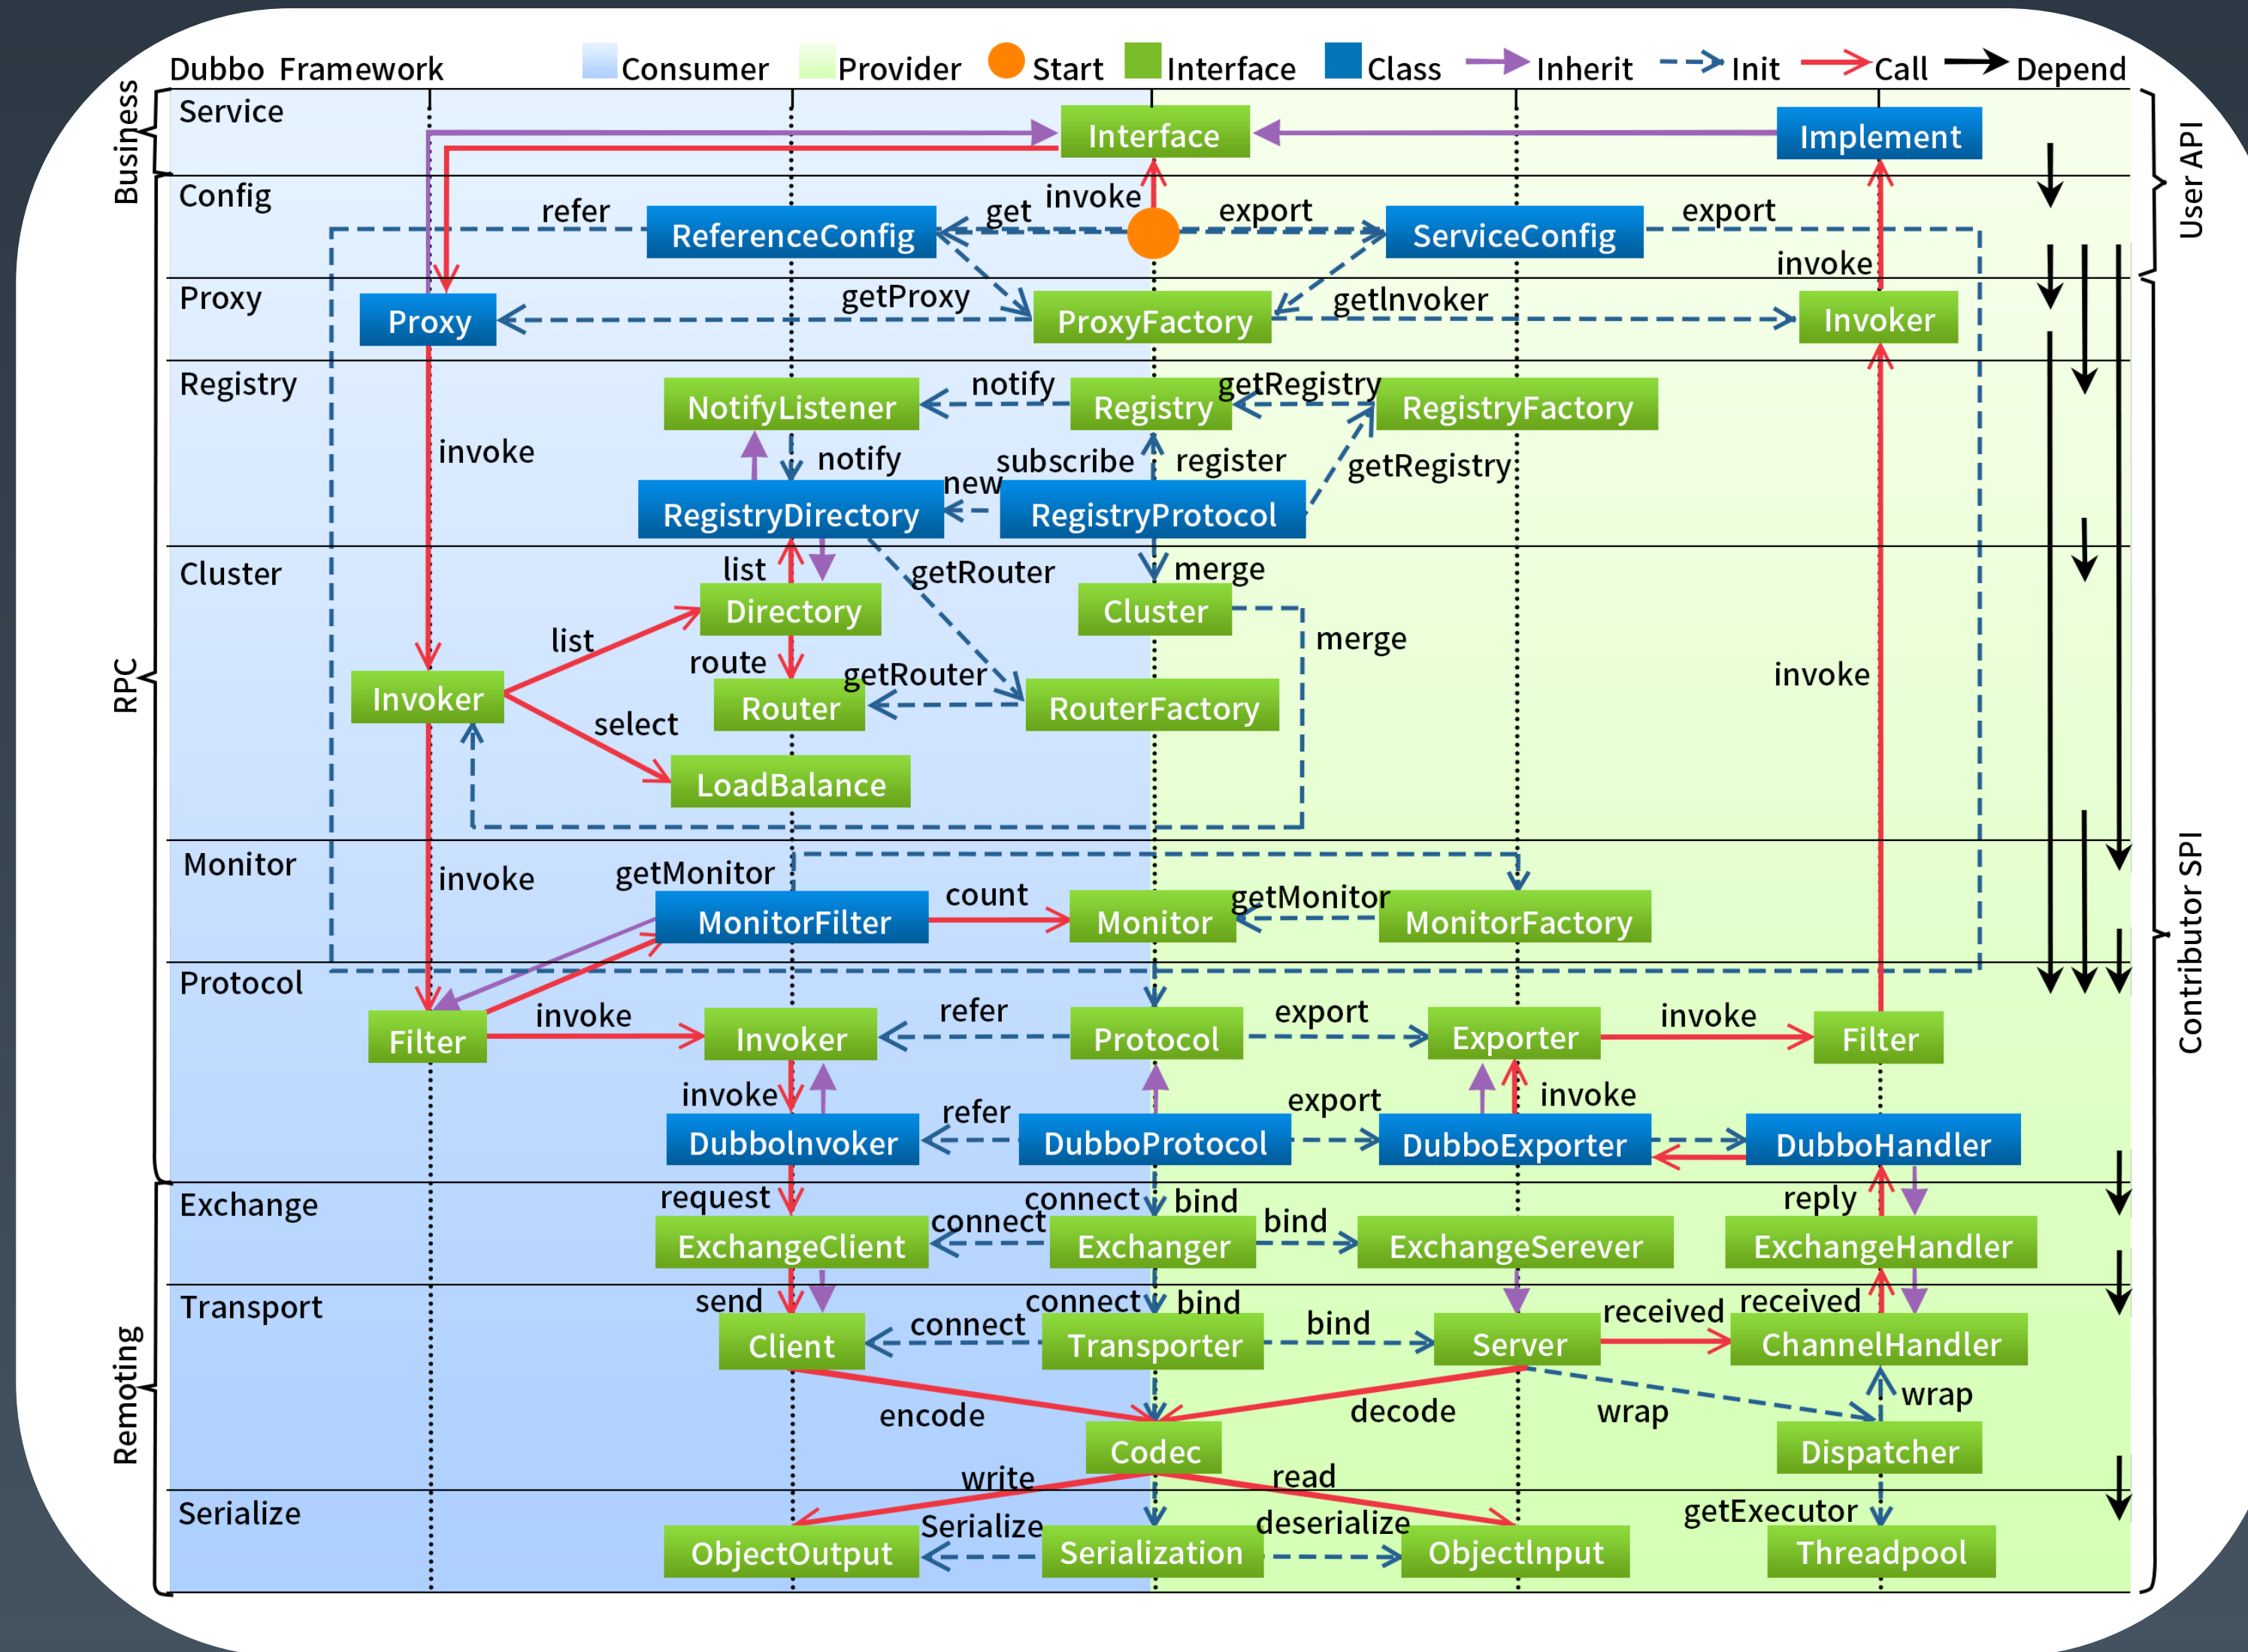 Dubbo Framework
Consumer
Provider
Start
Interface
Class
Inherit
Init
Call
Depend
Business
RPC
Remoting
User API
Contributor SPI
Service
Interface
Implement
Config
refer
ReferenceConfig
get
invoke
export
ServiceConfig
export
invoke
Proxy
Proxy
getProxy
ProxyFactory
getInvoker
Invoker
Registry
NotifyListener
notify
Registry
getRegistry
RegistryFactory
invoke
notify
subscribe
register
getRegistry
new
RegistryDirectory
RegistryProtocol
Cluster
list
getRouter
merge
Directory
Cluster
list
merge
route
getRouter
invoke
Invoker
Router
RouterFactory
select
LoadBalance
Monitor
invoke
getMonitor
count
getMonitor
MonitorFilter
Monitor
MonitorFactory
Protocol
Filter
invoke
Invoker
refer
Protocol
export
Exporter
invoke
Filter
invoke
refer
export
invoke
DubboInvoker
DubboProtocol
DubboExporter
DubboHandler
Exchange
request
connect
bind
reply
connect
bind
ExchangeClient
Exchanger
ExchangeSerever
ExchangeHandler
Transport
send
connect
bind
received
received
Client
connect
Transporter
bind
Server
ChannelHandler
encode
decode
wrap
wrap
Codec
Dispatcher
write
read
Serialize
getExecutor
Serialize
deserialize
ObjectOutput
Serialization
ObjectInput
Threadpool